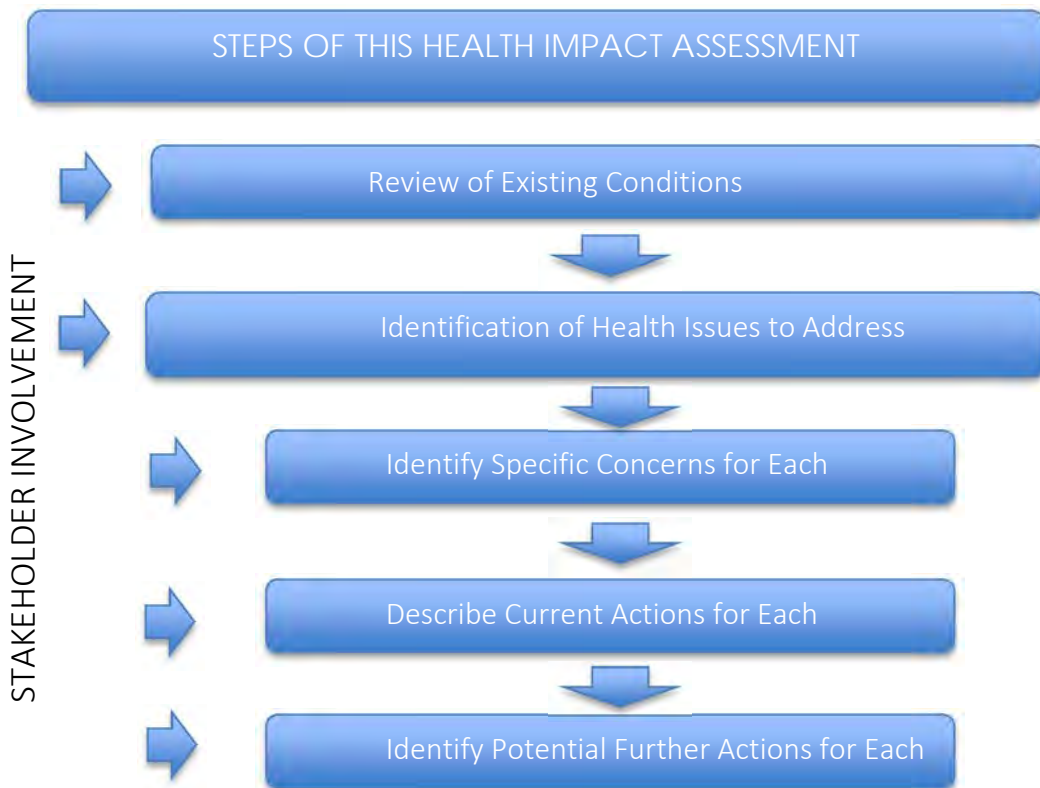 STEPS OF THIS HEALTH IMPACT ASSESSMENT
Review of Existing Conditions
STAKEHOLDER INVOLVEMENT
Identification of Health Issues to Address
Identify Specific Concerns for Each
Describe Current Actions for Each
Identify Potential Further Actions for Each